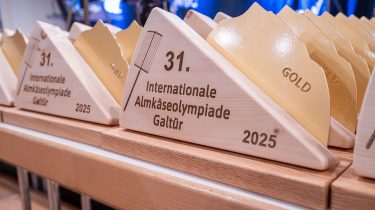 31.
Internationale
Almkäseolympiade
Galtür
2025
GOLD
31.
Internationale
Almkäseolympiade
Galtür
2025